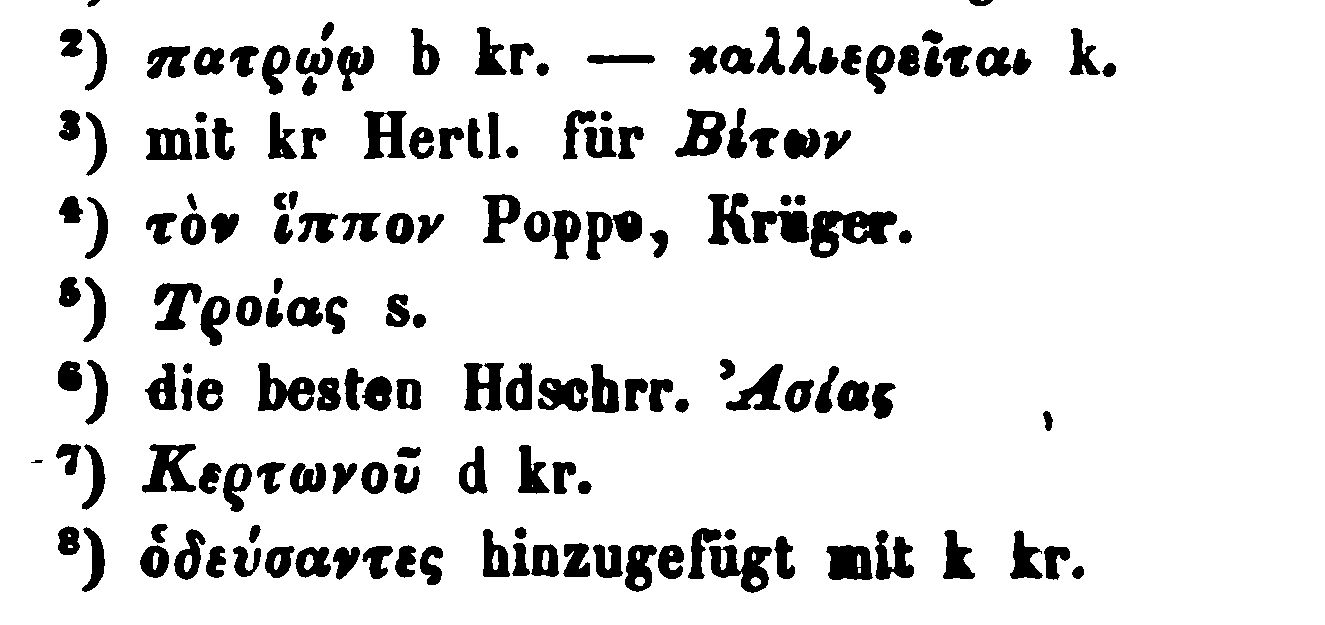 ²) πατρῴῳ b kr. — καλλιερεῖται k.
³) mit kr Hertl. für Βίτων
⁴) τὸν ἵππον Poppo, Krüger.
⁵) Τροίας s.
⁶) die besten Hdschrr. Ἀσίας
⁷) Κερτωνοῦ d kr.
⁸) ὁδεύσαντες hinzugefügt mit k kr.